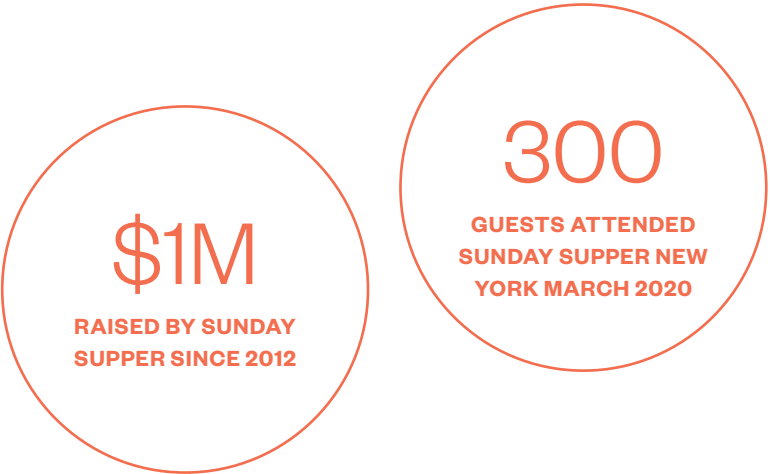 $1M
RAISED BY SUNDAY
SUPPER SINCE 2012
300
GUESTS ATTENDED
SUNDAY SUPPER NEW
YORK MARCH 2020